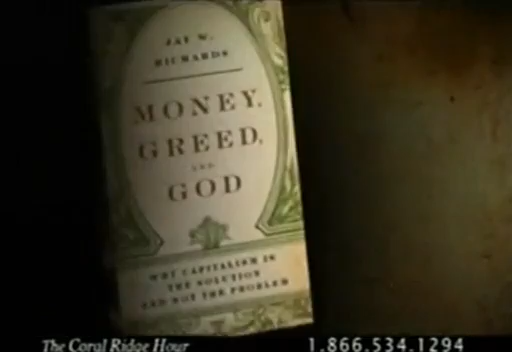 JAY W.
RICHARDS
MONEY,
GREED,
AND
GOD
WHY CAPITALISM IS
THE SOLUTION
AND NOT THE PROBLEM
The Coral Ridge Hour
1.866.534.1294